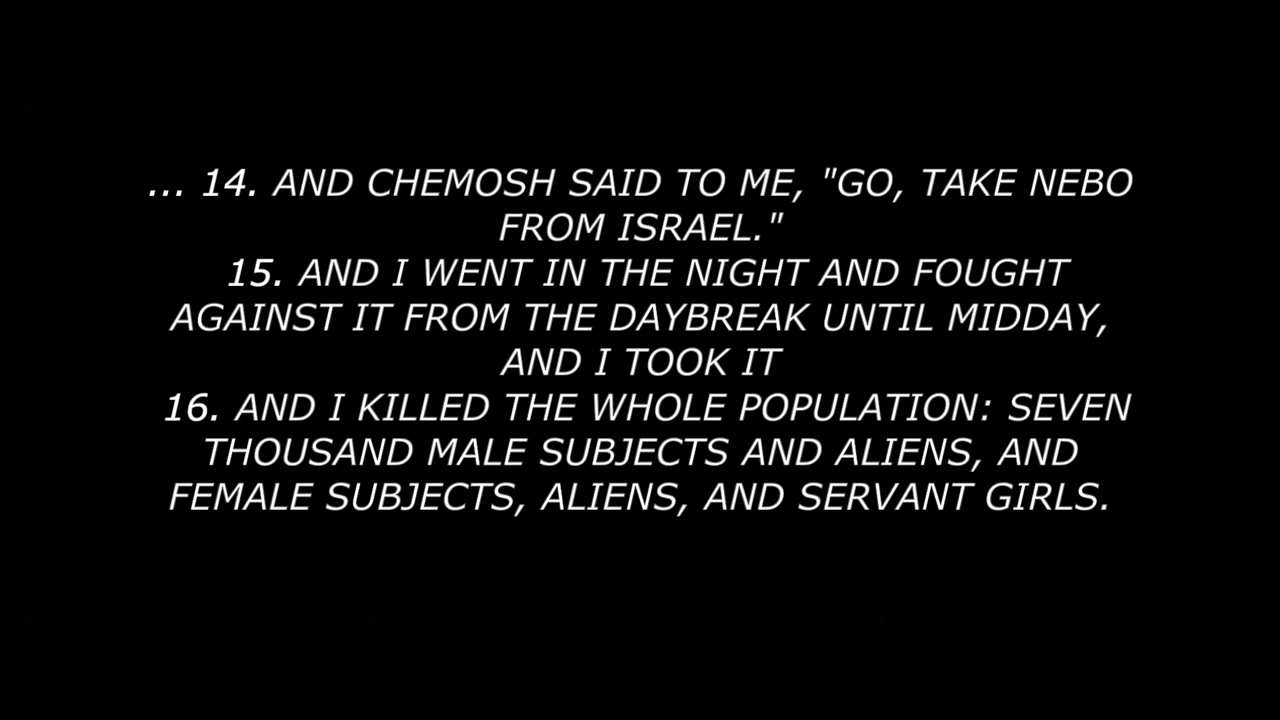 ... 14. AND CHEMOSH SAID TO ME, "GO, TAKE NEBO
FROM ISRAEL."
15. AND I WENT IN THE NIGHT AND FOUGHT
AGAINST IT FROM THE DAYBREAK UNTIL MIDDAY,
AND I TOOK IT
16. AND I KILLED THE WHOLE POPULATION: SEVEN
THOUSAND MALE SUBJECTS AND ALIENS, AND
FEMALE SUBJECTS, ALIENS, AND SERVANT GIRLS.